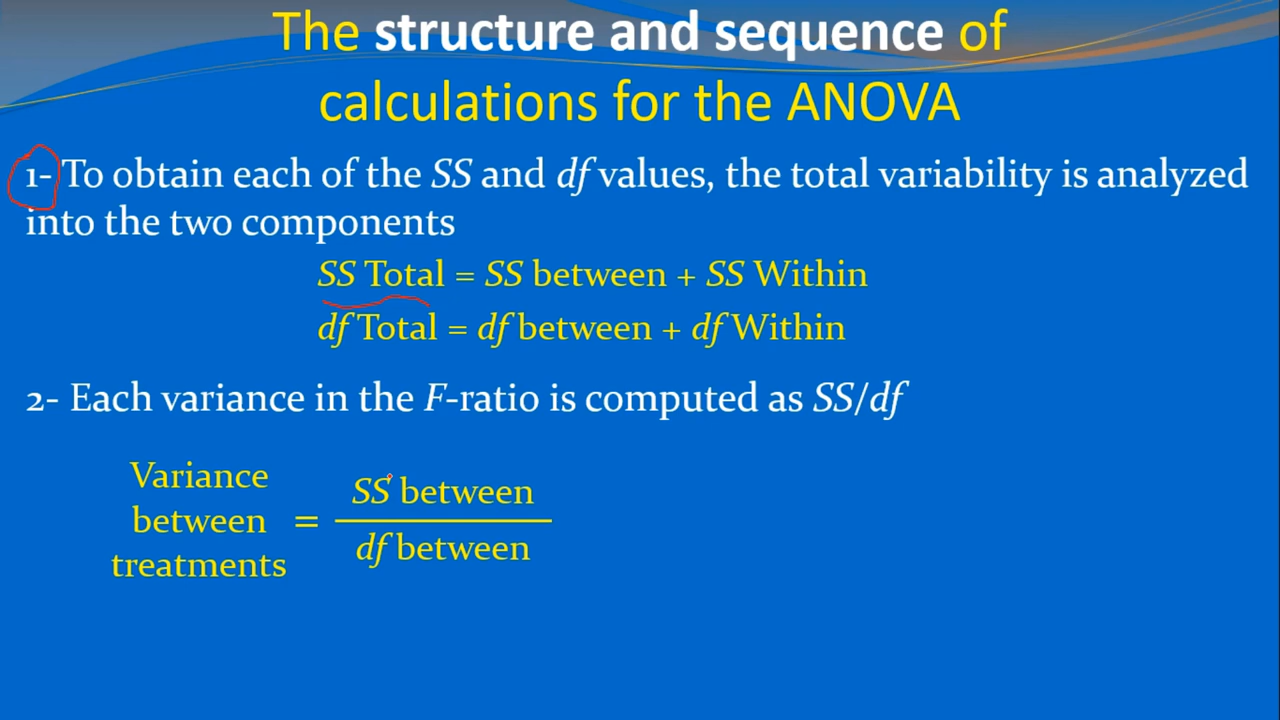 The structure and sequence of
calculations for the ANOVA
1- To obtain each of the SS and df values, the total variability is analyzed
into the two components
SS Total = SS between + SS Within
df Total = df between + df Within
2- Each variance in the F-ratio is computed as SS/df
Variance
between
treatments
=
SS between
df between